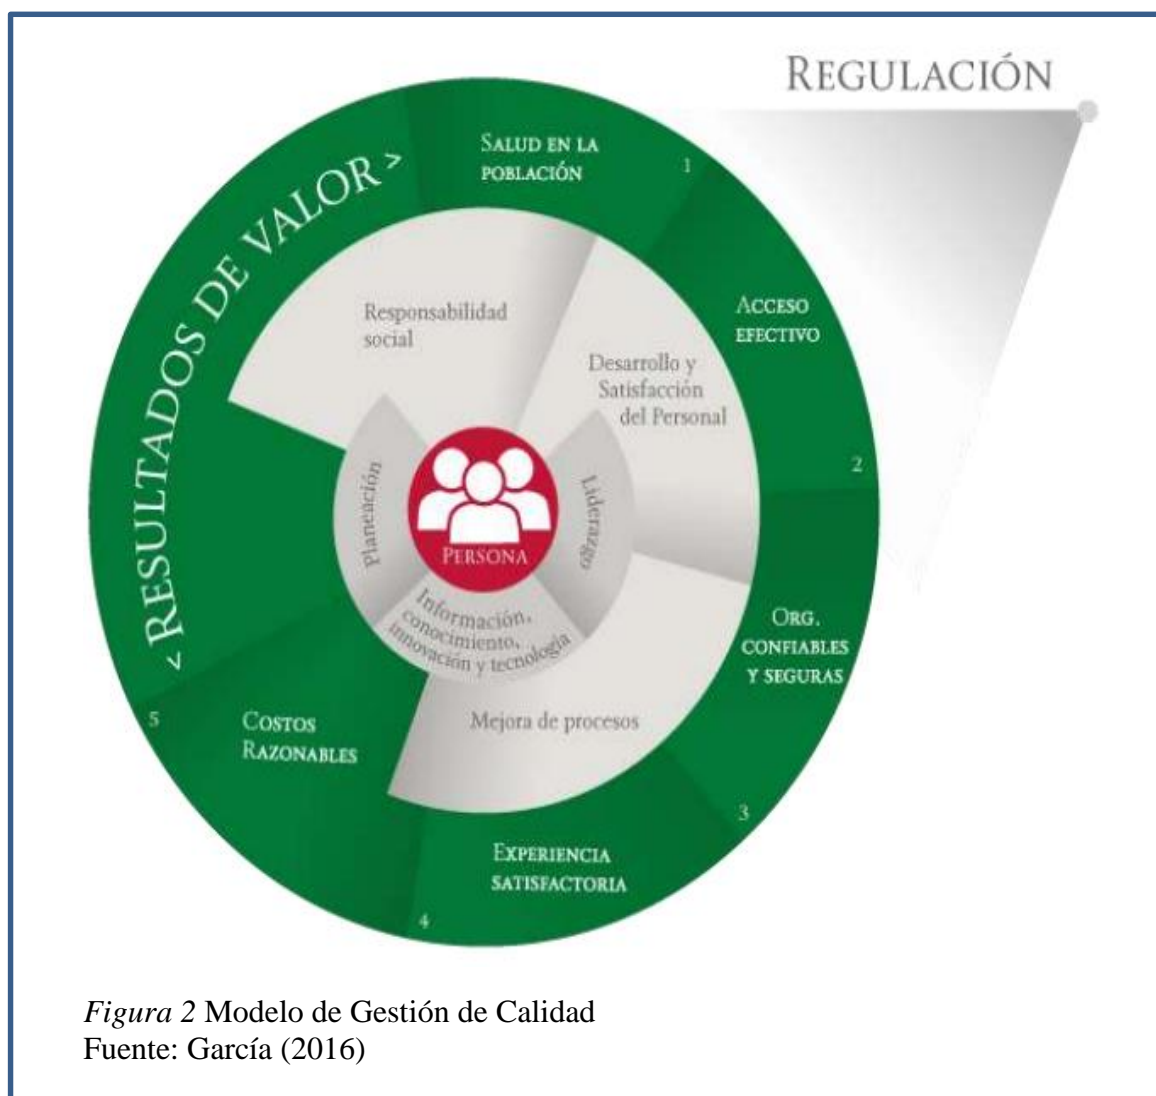 REGULACIÓN
< RESULTADOS DE VALOR >
SALUD EN LA
POBLACIÓN
1
ACCESO
EFECTIVO
2
ORG.
CONFIABLES
Y SEGURAS
3
EXPERIENCIA
SATISFACTORIA
4
COSTOS
RAZONABLES
5
Responsabilidad
social
Desarrollo y
Satisfacción
del Personal
Mejora de procesos
Planeación
Liderazgo
Información,
conocimiento,
innovación y tecnología
PERSONA
Figura 2 Modelo de Gestión de Calidad
Fuente: García (2016)